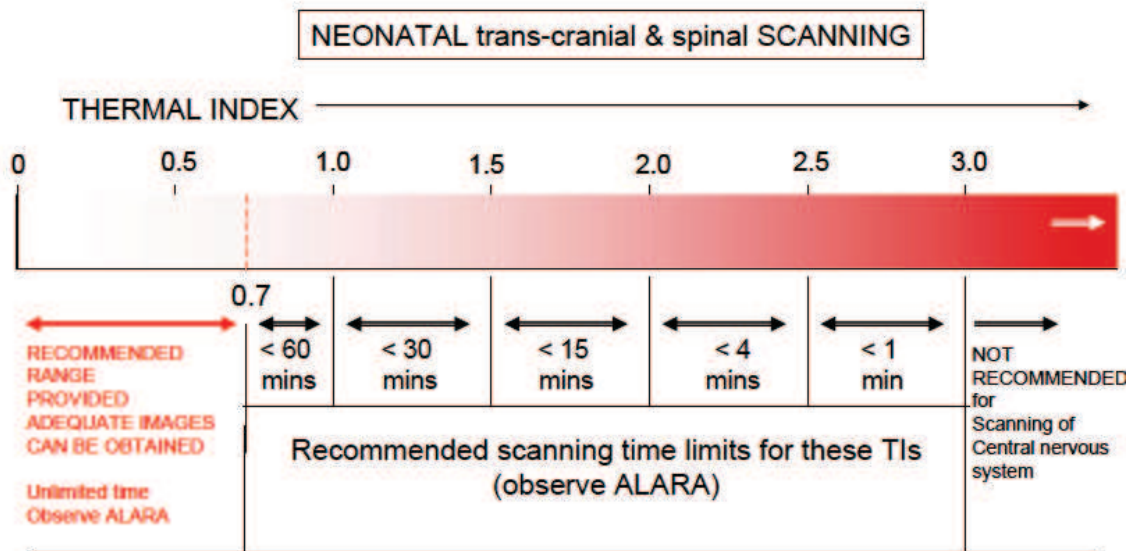 NEONATAL trans-cranial & spinal SCANNING
THERMAL INDEX
0 0.5 1.0 1.5 2.0 2.5 3.0
0.7
RECOMMENDED
RANGE
PROVIDED
ADEQUATE IMAGES
CAN BE OBTAINED
Unlimited time
Observe ALARA
< 60
mins
< 30
mins
< 15
mins
< 4
mins
< 1
min
NOT
RECOMMENDED
for
Scanning of
Central nervous
system
Recommended scanning time limits for these TIs
(observe ALARA)